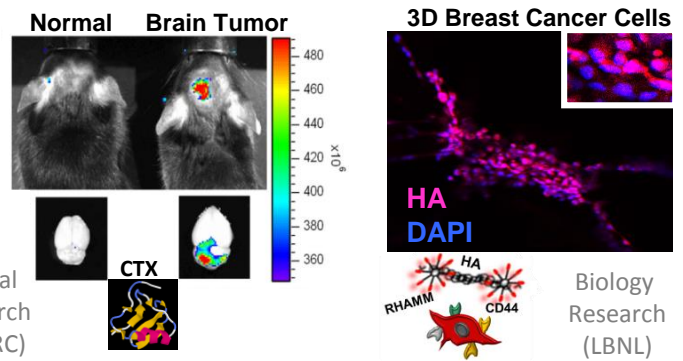 Normal Brain Tumor
480
460
440
420
400
380
360
x10⁶
CTX
3D Breast Cancer Cells
HA
DAPI
HA
RHAMM
CD44
Biology
Research
(LBNL)